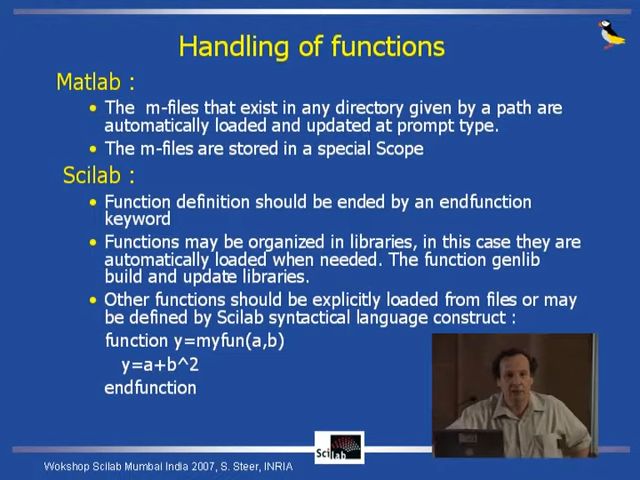 Handling of functions
Matlab :
• The m-files that exist in any directory given by a path are
automatically loaded and updated at prompt type.
• The m-files are stored in a special Scope
Scilab :
• Function definition should be ended by an endfunction
keyword
• Functions may be organized in libraries, in this case they are
automatically loaded when needed. The function genlib
build and update libraries.
• Other functions should be explicitly loaded from files or may
be defined by Scilab syntactical language construct :
function y=myfun(a,b)
y=a+b^2
endfunction
Scilab
Wokshop Scilab Mumbai India 2007, S. Steer, INRIA